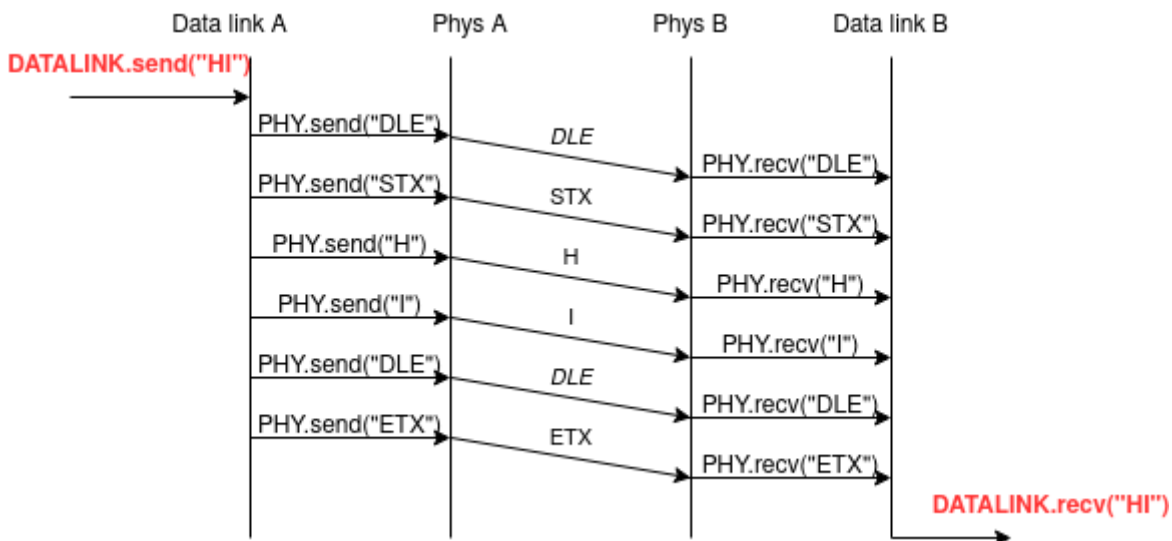 Data link A
Phys A
Phys B
Data link B
DATALINK.send("HI")
PHY.send("DLE")
DLE
PHY.recv("DLE")
PHY.send("STX")
STX
PHY.recv("STX")
PHY.send("H")
H
PHY.recv("H")
PHY.send("I")
I
PHY.recv("I")
PHY.send("DLE")
DLE
PHY.recv("DLE")
PHY.send("ETX")
ETX
PHY.recv("ETX")
DATALINK.recv("HI")